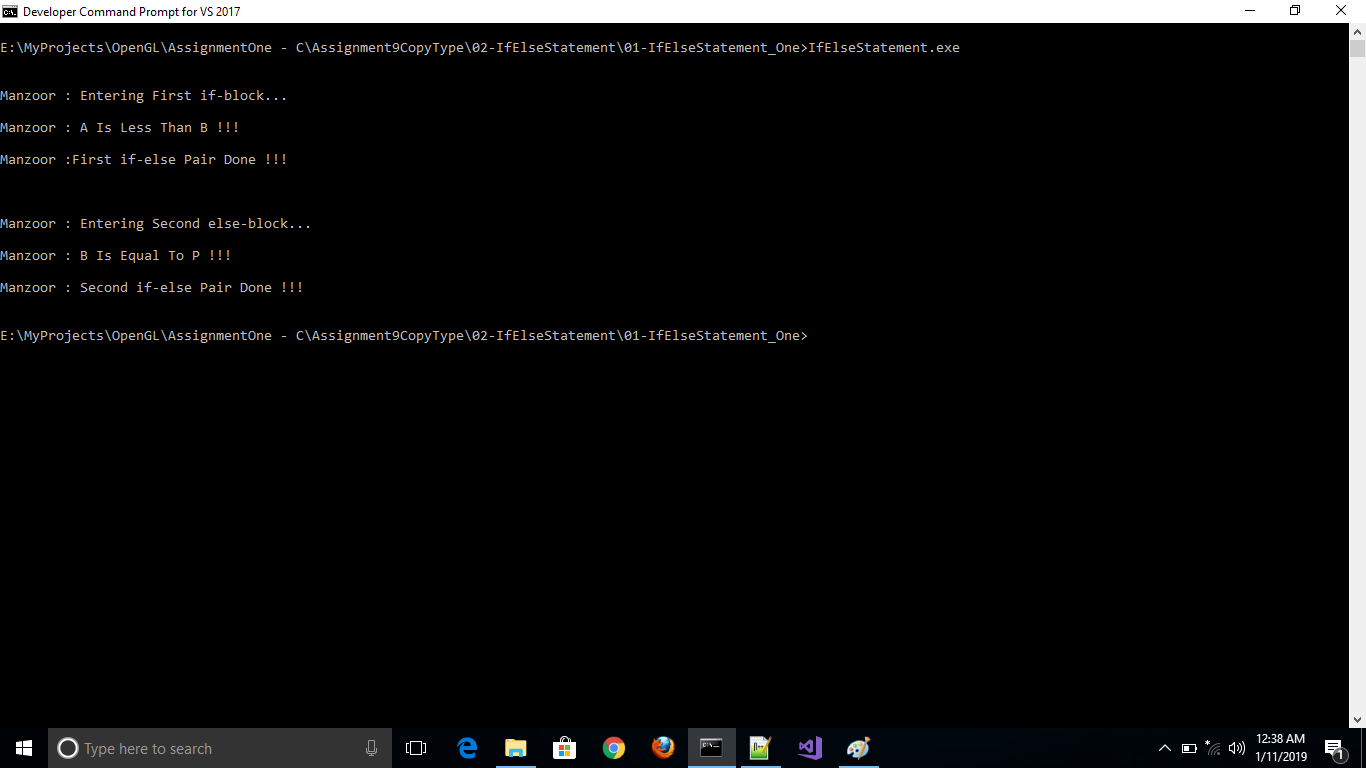 Developer Command Prompt for VS 2017
E:\MyProjects\OpenGL\AssignmentOne - C\Assignment9CopyType\02-IfElseStatement\01-IfElseStatement_One>IfElseStatement.exe
Manzoor : Entering First if-block...
Manzoor : A Is Less Than B !!!
Manzoor :First if-else Pair Done !!!
Manzoor : Entering Second else-block...
Manzoor : B Is Equal To P !!!
Manzoor : Second if-else Pair Done !!!
E:\MyProjects\OpenGL\AssignmentOne - C\Assignment9CopyType\02-IfElseStatement\01-IfElseStatement_One>
Type here to search
12:38 AM
1/11/2019
1